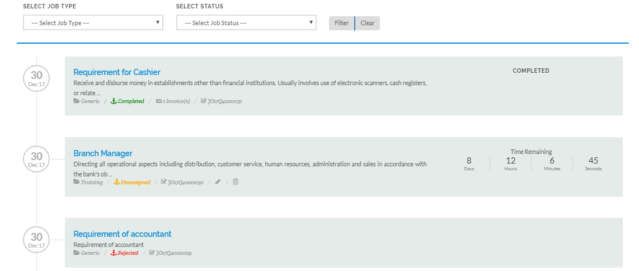 SELECT JOB TYPE
SELECT STATUS
--- Select Job Type ---
--- Select Job Status ---
Filter
Clear
30
Dec 17
Requirement for Cashier
Receive and disburse money in establishments other than financial institutions. Usually involves use of electronic scanners, cash registers,
or relate ...
Generic / Completed / 1 Invoice(s) /
COMPLETED
30
Dec 17
Branch Manager
Directing all operational aspects including distribution, customer service, human resources, administration and sales in accordance with
the bank's ob ...
Training / Unassigned / / /
Time Remaining
8 12 6 45
Days Hours Minutes Seconds
30
Dec 17
Requirement of accountant
Requirement of accountant
Generic / Rejected /